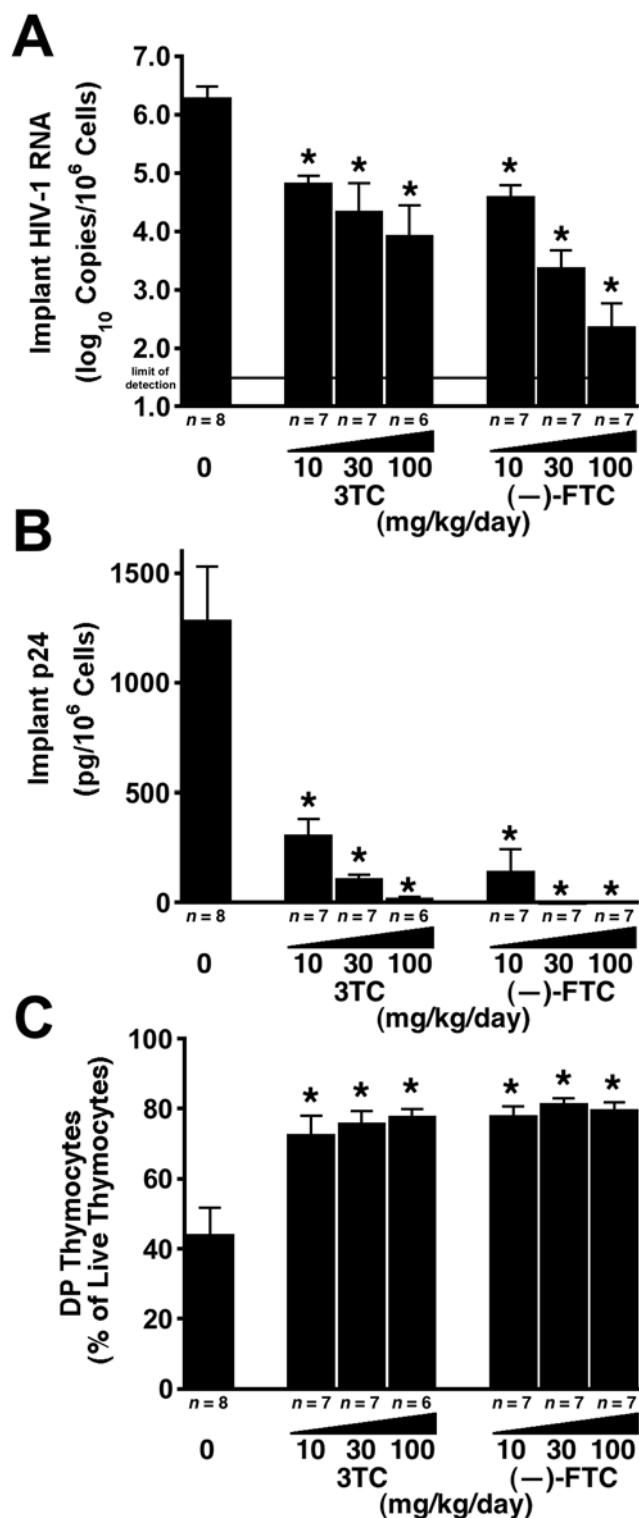 A
Implant HIV-1 RNA
(log10 Copies/10^6 Cells)
7.0
6.0
5.0
4.0
3.0
2.0
1.0
limit of
detection
* * * * * *
n = 8 n = 7 n = 7 n = 6 n = 7 n = 7 n = 7
0 10 30 100 10 30 100
3TC (—)-FTC
(mg/kg/day)
B
Implant p24
(pg/10^6 Cells)
1500
1000
500
0
* * * * * *
n = 8 n = 7 n = 7 n = 6 n = 7 n = 7 n = 7
0 10 30 100 10 30 100
3TC (—)-FTC
(mg/kg/day)
C
DP Thymocytes
(% of Live Thymocytes)
100
80
60
40
20
0
* * * * * *
n = 8 n = 7 n = 7 n = 6 n = 7 n = 7 n = 7
0 10 30 100 10 30 100
3TC (—)-FTC
(mg/kg/day)